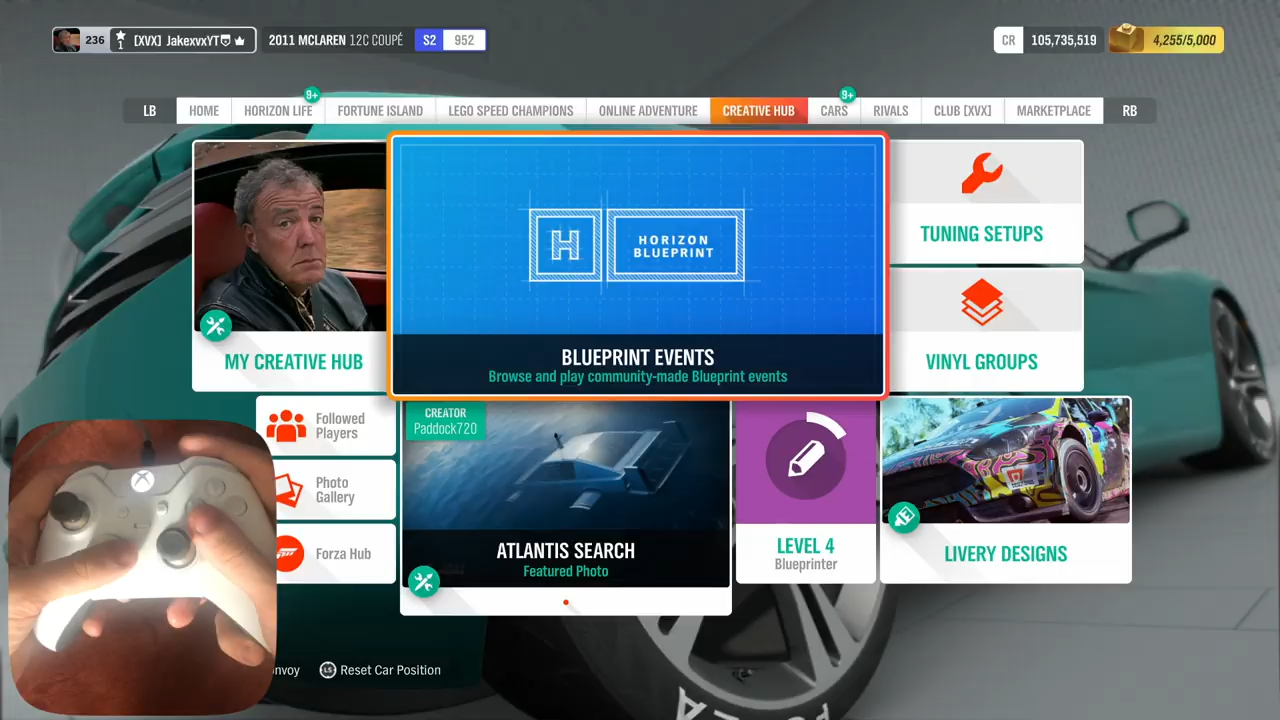 236 1 [XVX] JakexvxYT
2011 MCLAREN 12C COUPÉ S2 952
CR 105,735,519 4,255/5,000
LB HOME HORIZON LIFE 9+ FORTUNE ISLAND LEGO SPEED CHAMPIONS ONLINE ADVENTURE CREATIVE HUB CARS 9+ RIVALS CLUB [XVX] MARKETPLACE RB
MY CREATIVE HUB
H HORIZON
BLUEPRINT
BLUEPRINT EVENTS
Browse and play community-made Blueprint events
TUNING SETUPS
VINYL GROUPS
Followed
Players
Photo
Gallery
Forza Hub
CREATOR
Paddock720
ATLANTIS SEARCH
Featured Photo
LEVEL 4
Blueprinter
LIVERY DESIGNS
nvoy LS Reset Car Position